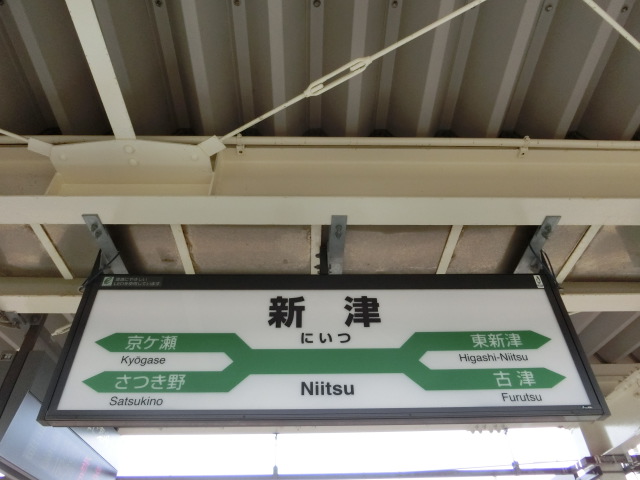 新津
にいつ
Niitsu
京ケ瀬
Kyōgase
さつき野
Satsukino
東新津
Higashi-Niitsu
古津
Furutsu